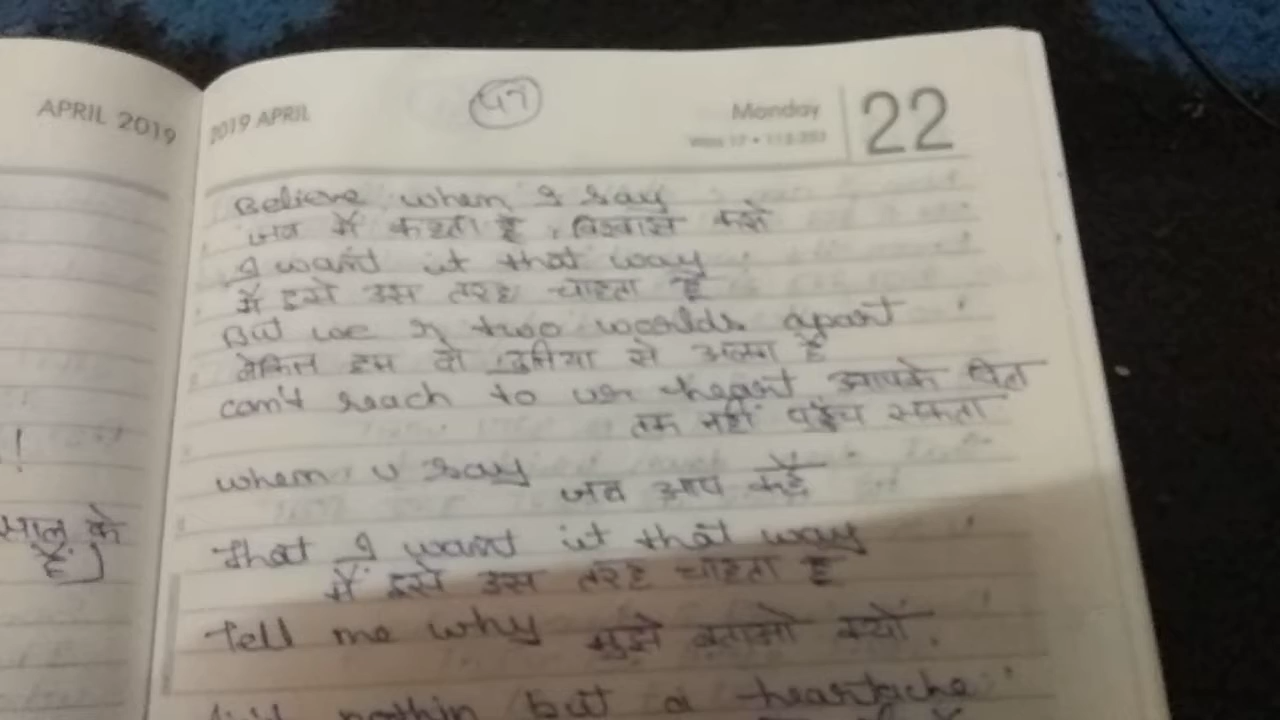 APRIL 2019
2019 APRIL
47
Monday
22
Believe when I say
जब मैं कहता हूँ, विश्वास करो
I want it that way
मैं इसे उस तरह चाहता हूँ
But we r two worlds apart
लेकिन हम दो दुनिया से अलग हैं
can't reach to ur heart आपके दिल
तक नहीं पहुंच सकता
when u say
जब आप कहें
that I want it that way
मैं इसे उस तरह चाहता हूँ
Tell me why मुझे बताओ क्यों.
nothin but a heartache
!
साल के
हैं]